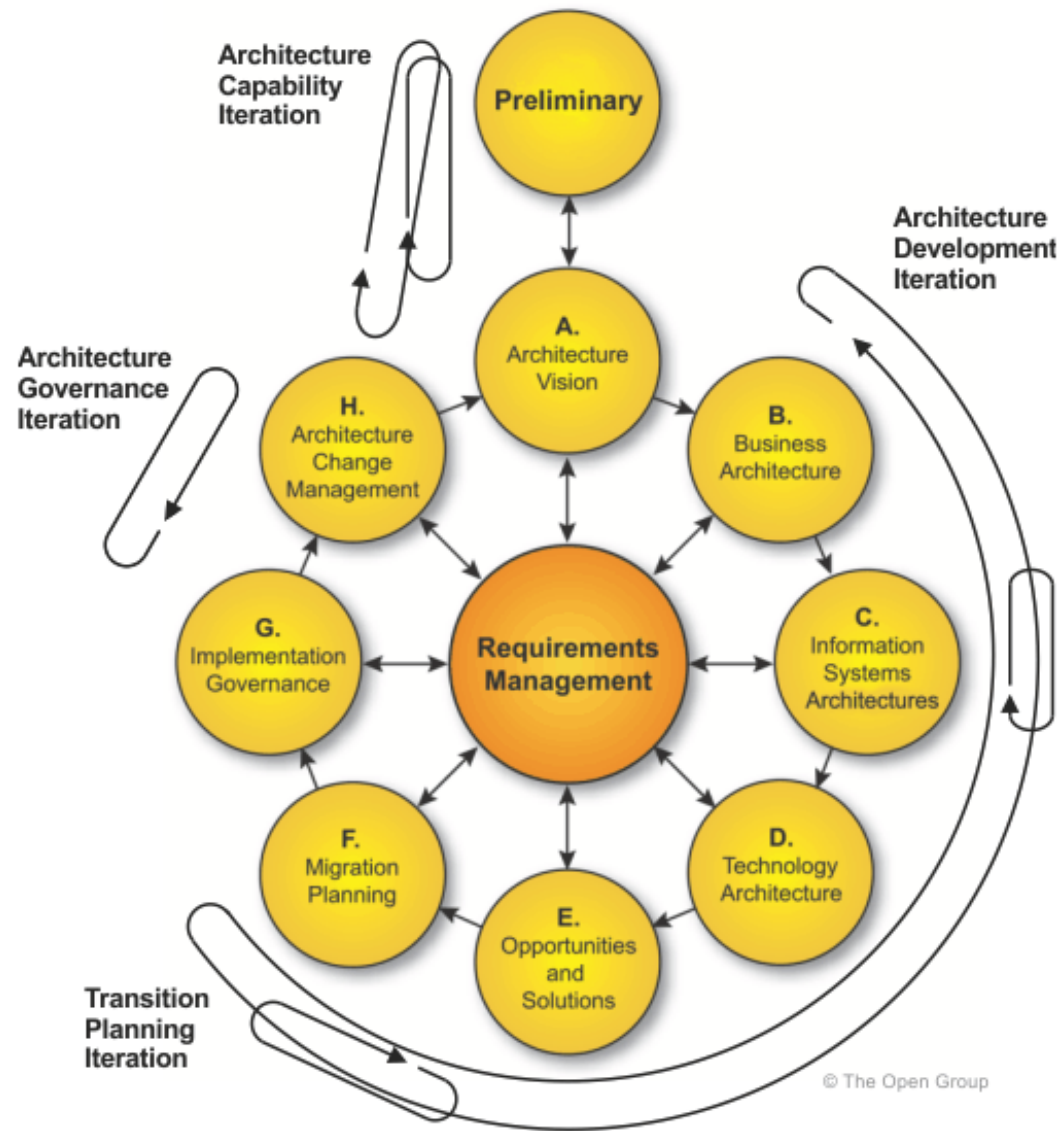 Architecture
Capability
Iteration
Preliminary
Architecture
Development
Iteration
A.
Architecture
Vision
Architecture
Governance
Iteration
H.
Architecture
Change
Management
B.
Business
Architecture
G.
Implementation
Governance
Requirements
Management
C.
Information
Systems
Architectures
F.
Migration
Planning
D.
Technology
Architecture
E.
Opportunities
and
Solutions
Transition
Planning
Iteration
© The Open Group